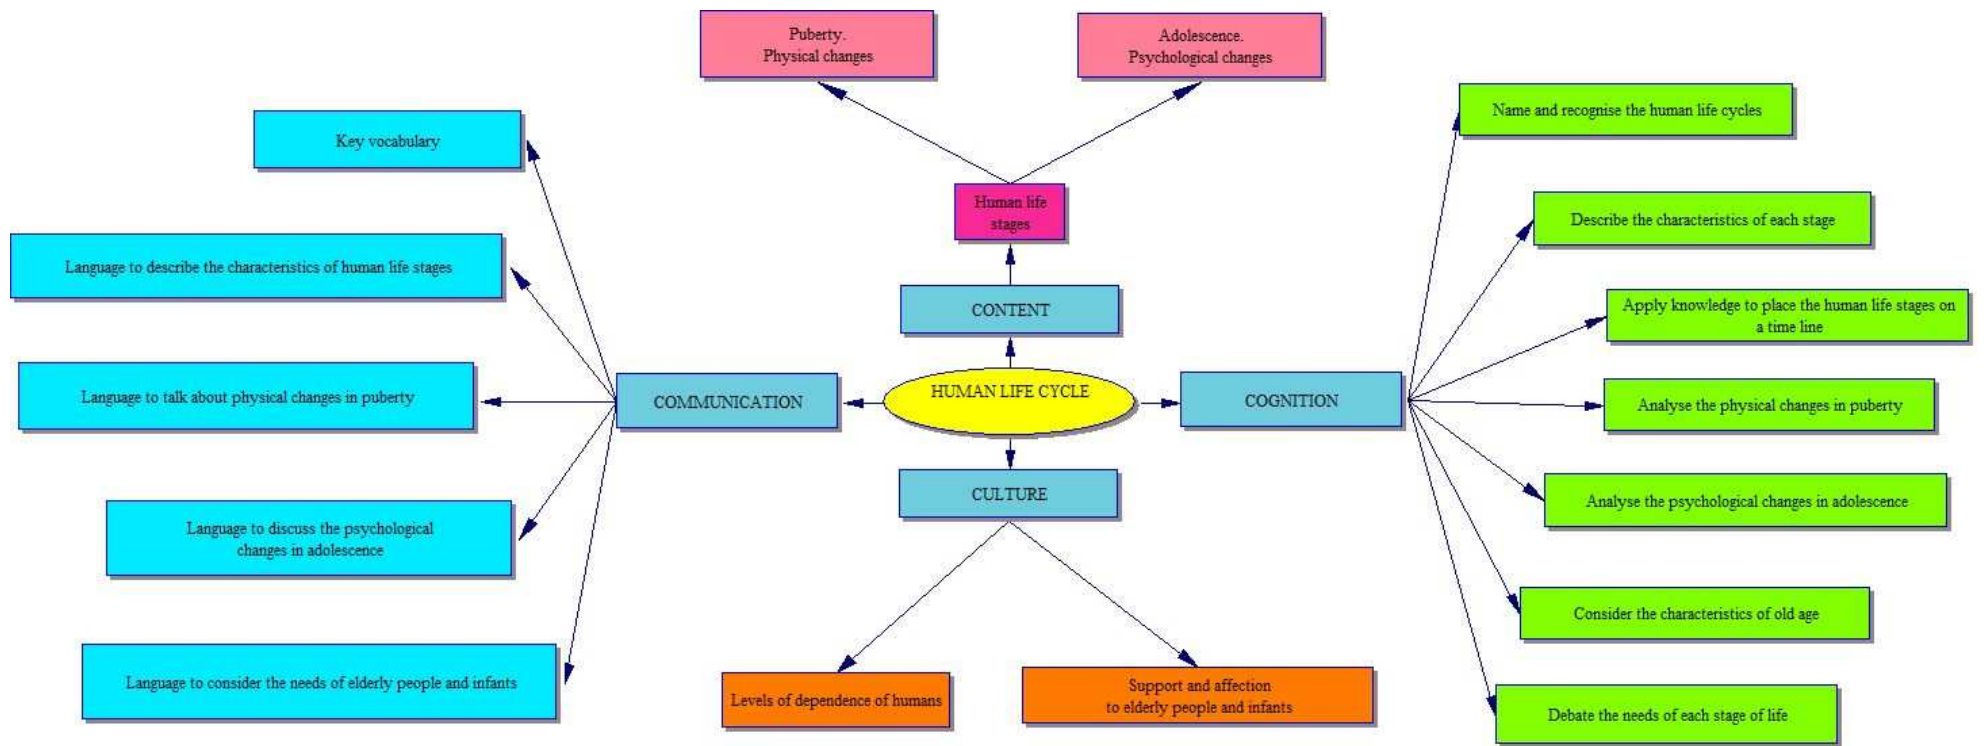 Puberty.
Physical changes
Adolescence.
Psychological changes
Name and recognise the human life cycles
Key vocabulary
Human life
stages
Describe the characteristics of each stage
Language to describe the characteristics of human life stages
CONTENT
Apply knowledge to place the human life stages on
a time line
HUMAN LIFE CYCLE
Language to talk about physical changes in puberty
COMMUNICATION
COGNITION
Analyse the physical changes in puberty
CULTURE
Analyse the psychological changes in adolescence
Language to discuss the psychological
changes in adolescence
Consider the characteristics of old age
Language to consider the needs of elderly people and infants
Levels of dependence of humans
Support and affection
to elderly people and infants
Debate the needs of each stage of life